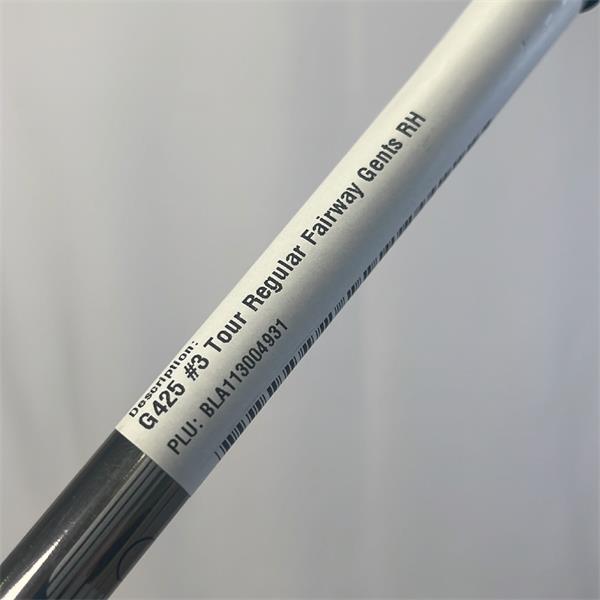 Description:
G425 #3 Tour Regular Fairway Gents RH
PLU: BLA113004931